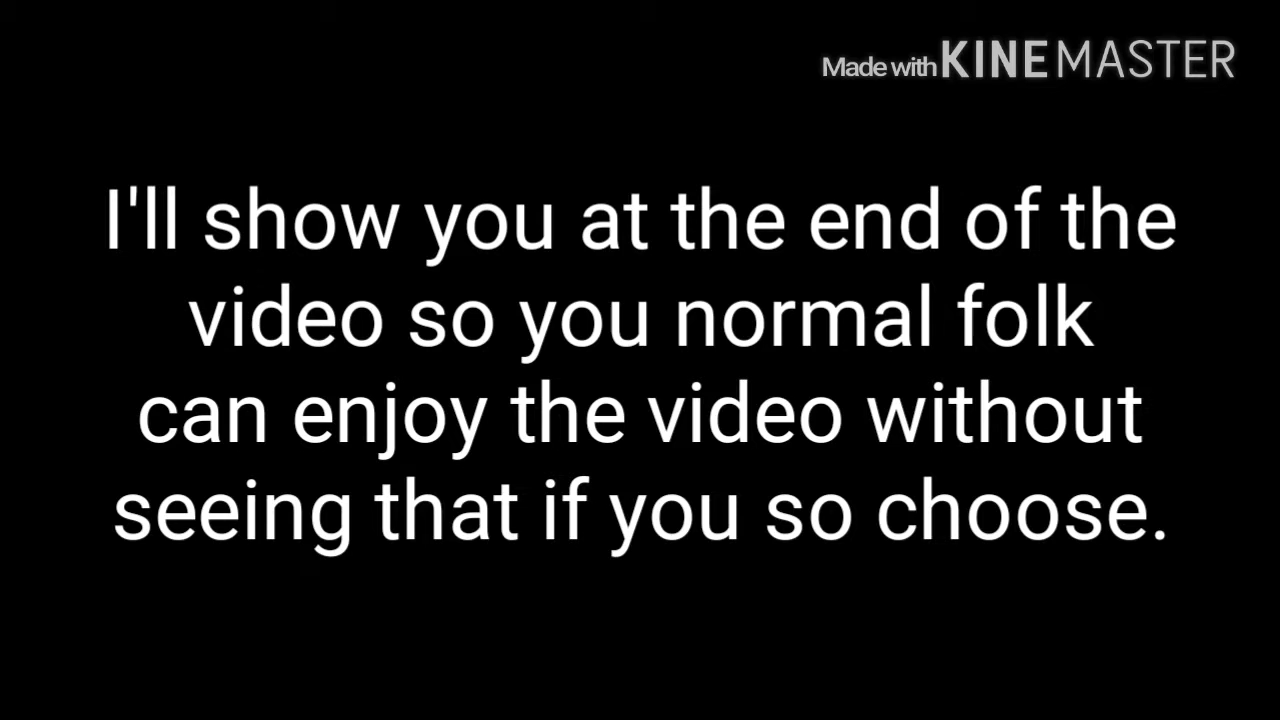 Made with KINEMASTER
I'll show you at the end of the
video so you normal folk
can enjoy the video without
seeing that if you so choose.